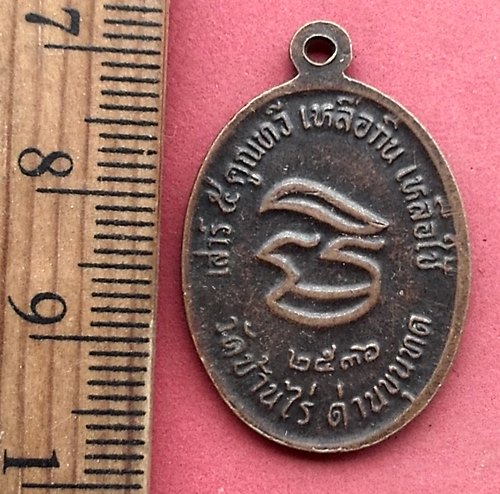 7
8
9
1
เสาร์ ๕ คูณทวี เหลือกิน เหลือใช้
๒๕๓๖
วัดบ้านไร่ ด่านขุนทด